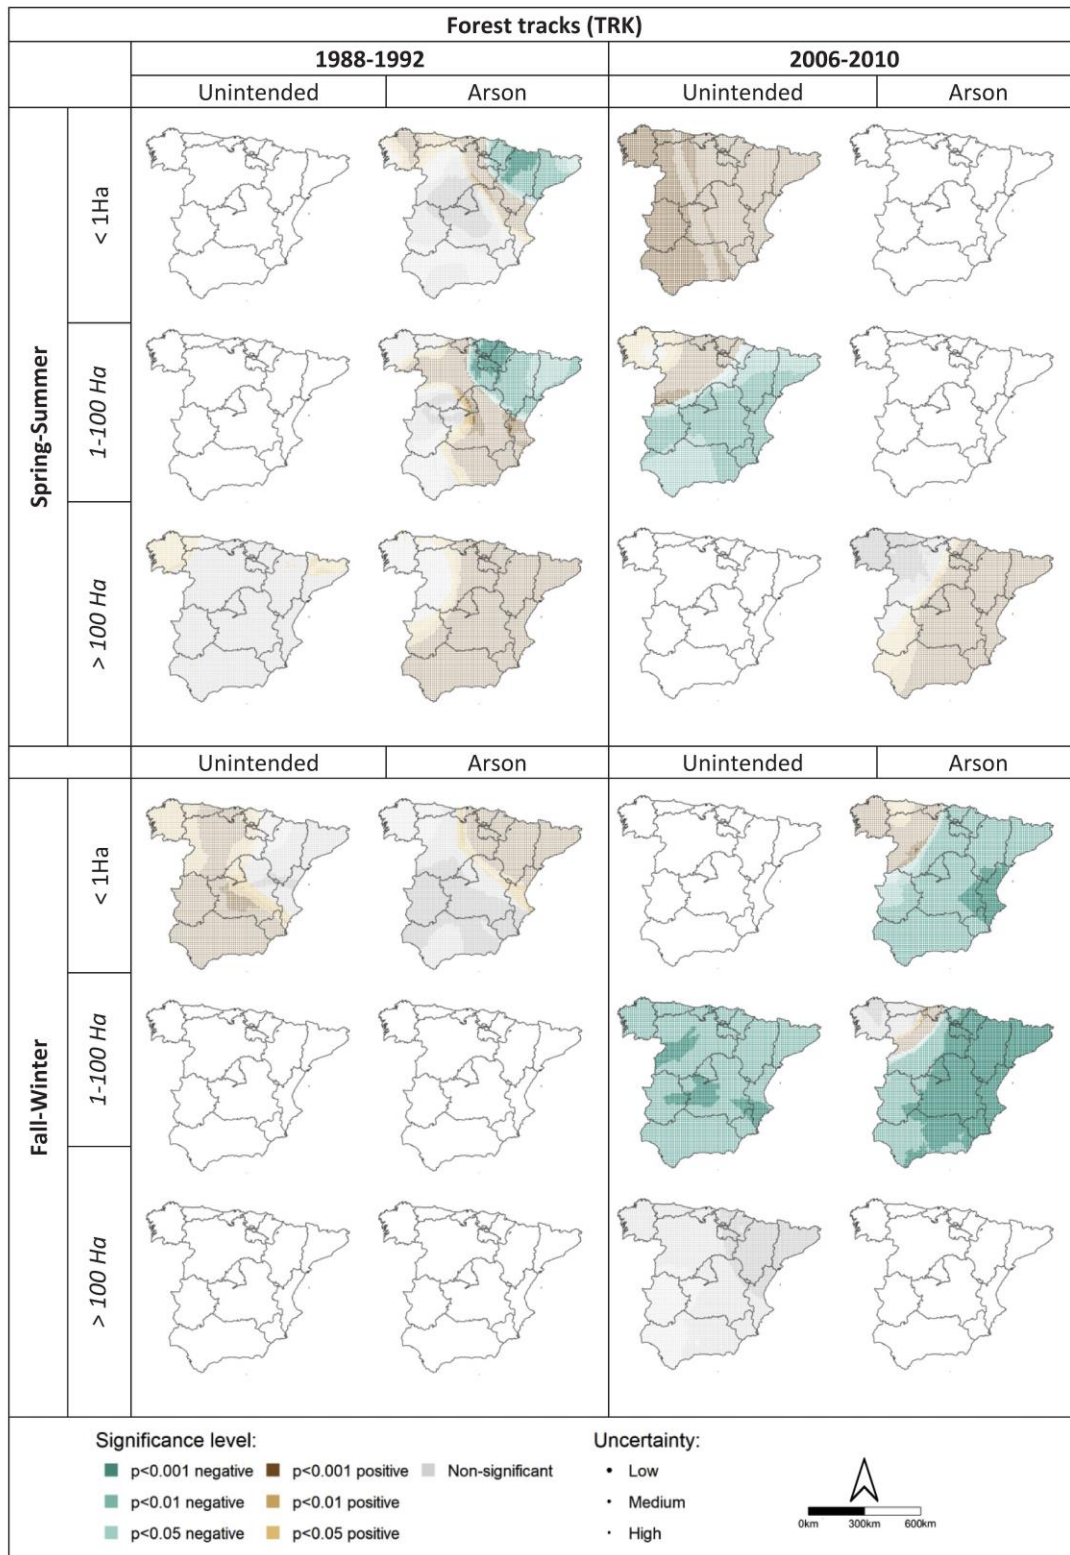 Forest tracks (TRK)
1988-1992 2006-2010
Unintended Arson Unintended Arson
Spring-Summer
< 1Ha
1-100 Ha
> 100 Ha
Unintended Arson Unintended Arson
Fall-Winter
< 1Ha
1-100 Ha
> 100 Ha
Significance level: Uncertainty:
p<0.001 negative p<0.001 positive Non-significant Low
p<0.01 negative p<0.01 positive Medium
p<0.05 negative p<0.05 positive High
0km 300km 600km